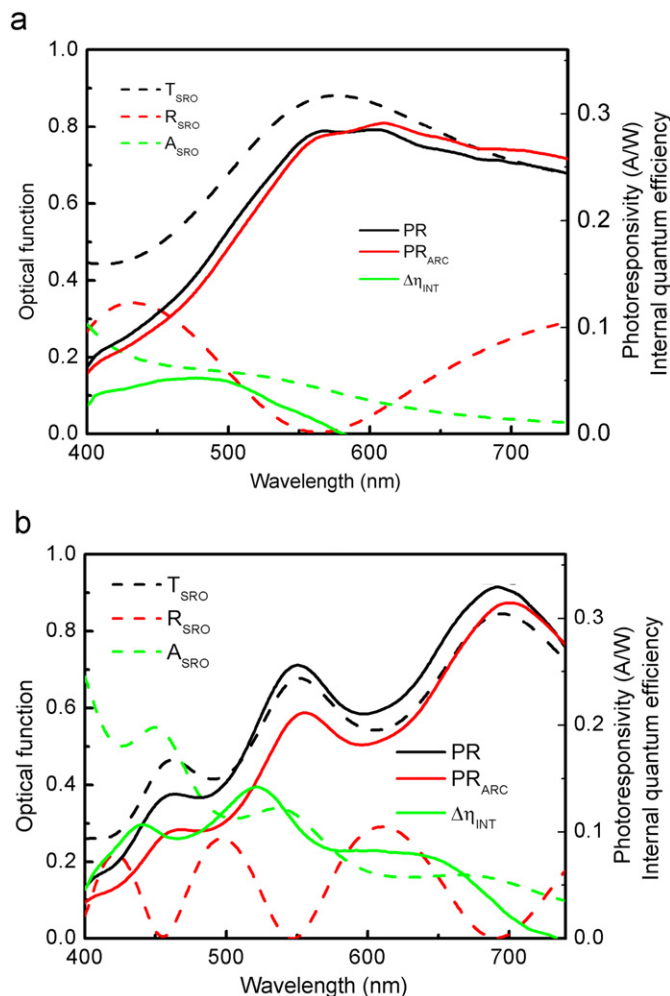 a
1.0
0.8
0.6
0.4
0.2
0.0
Optical function
T_SRO
R_SRO
A_SRO
PR
PR_ARC
Δη_INT
0.3
0.2
0.1
0.0
Photoresponsivity (A/W)
Internal quantum efficiency
400 500 600 700
Wavelength (nm)
b
1.0
0.8
0.6
0.4
0.2
0.0
Optical function
T_SRO
R_SRO
A_SRO
PR
PR_ARC
Δη_INT
0.3
0.2
0.1
0.0
Photoresponsivity (A/W)
Internal quantum efficiency
400 500 600 700
Wavelength (nm)